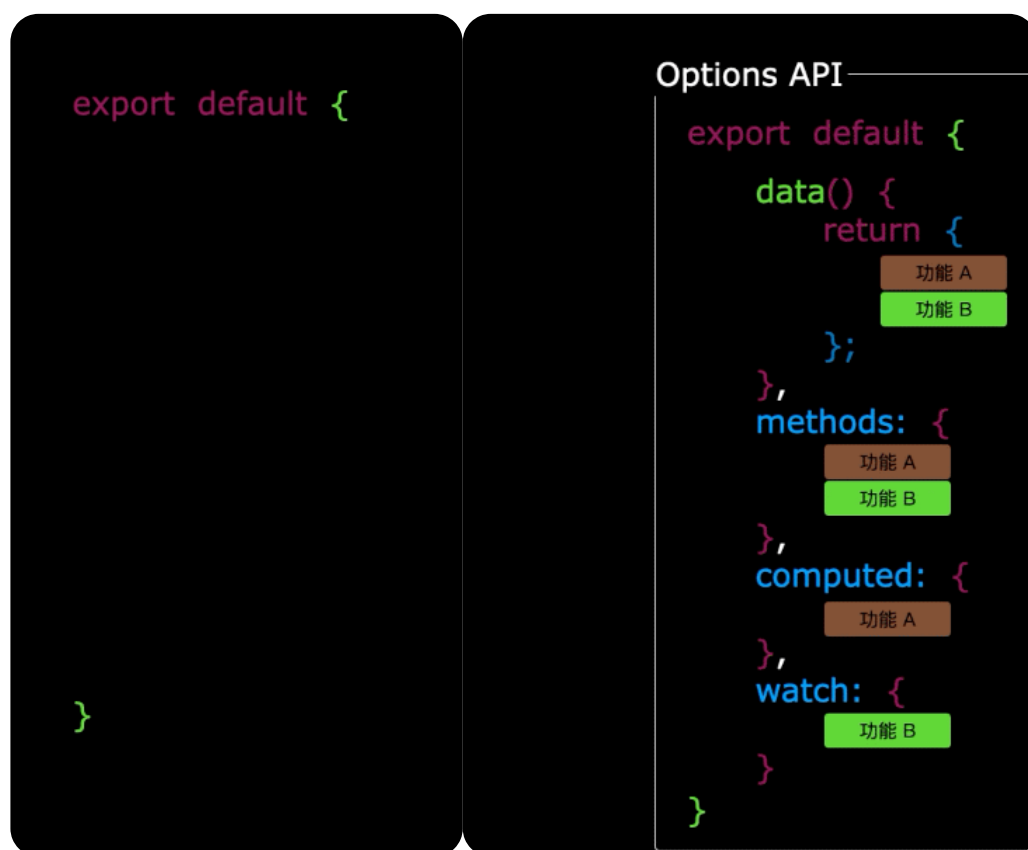 export default {
}
Options API
export default {
data() {
return {
功能 A
功能 B
};
},
methods: {
功能 A
功能 B
},
computed: {
功能 A
},
watch: {
功能 B
}
}